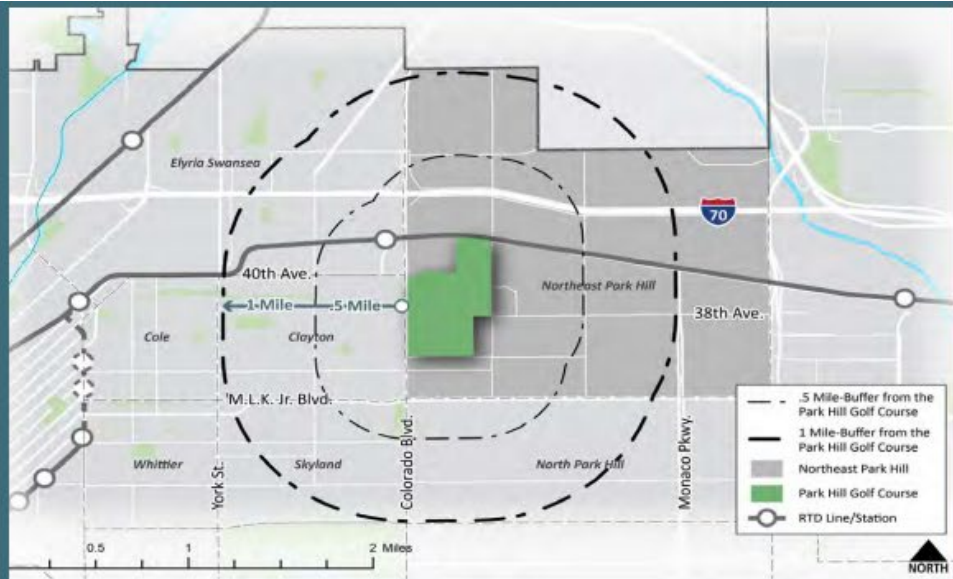 Elyria Swansea
70
40th Ave.
1 Mile
.5 Mile
Northeast Park Hill
38th Ave.
Cole
Clayton
M.L.K. Jr. Blvd.
Whittier
York St.
Skyland
Colorado Blvd.
North Park Hill
Monaco Pkwy.
.5 Mile-Buffer from the
Park Hill Golf Course
1 Mile-Buffer from the
Park Hill Golf Course
Northeast Park Hill
Park Hill Golf Course
RTD Line/Station
0.5
1
2 Miles
NORTH